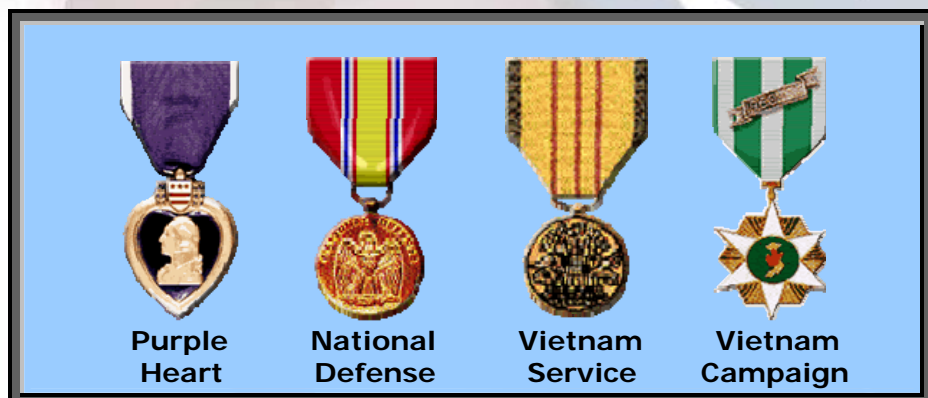 Purple
Heart
National
Defense
Vietnam
Service
Vietnam
Campaign